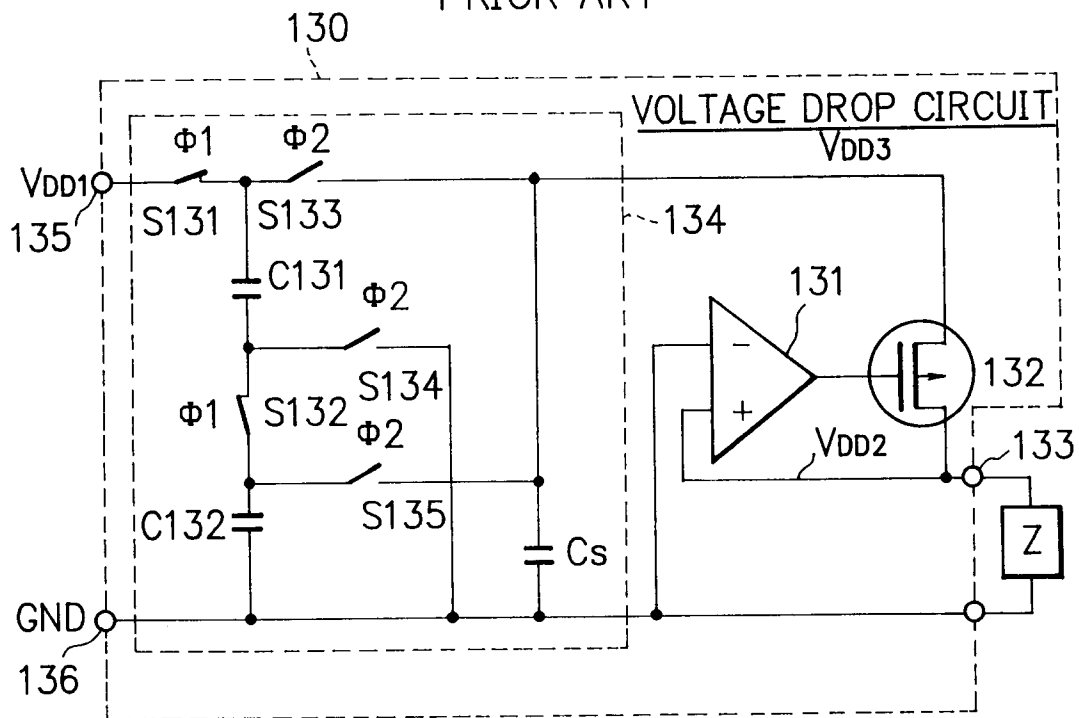 PRIOR ART
130
VOLTAGE DROP CIRCUIT
VDD3
Φ1
Φ2
VDD1
135
S131
S133
134
C131
Φ2
131
S134
132
Φ1
S132
Φ2
VDD2
133
C132
S135
Cs
Z
GND
136
−
+